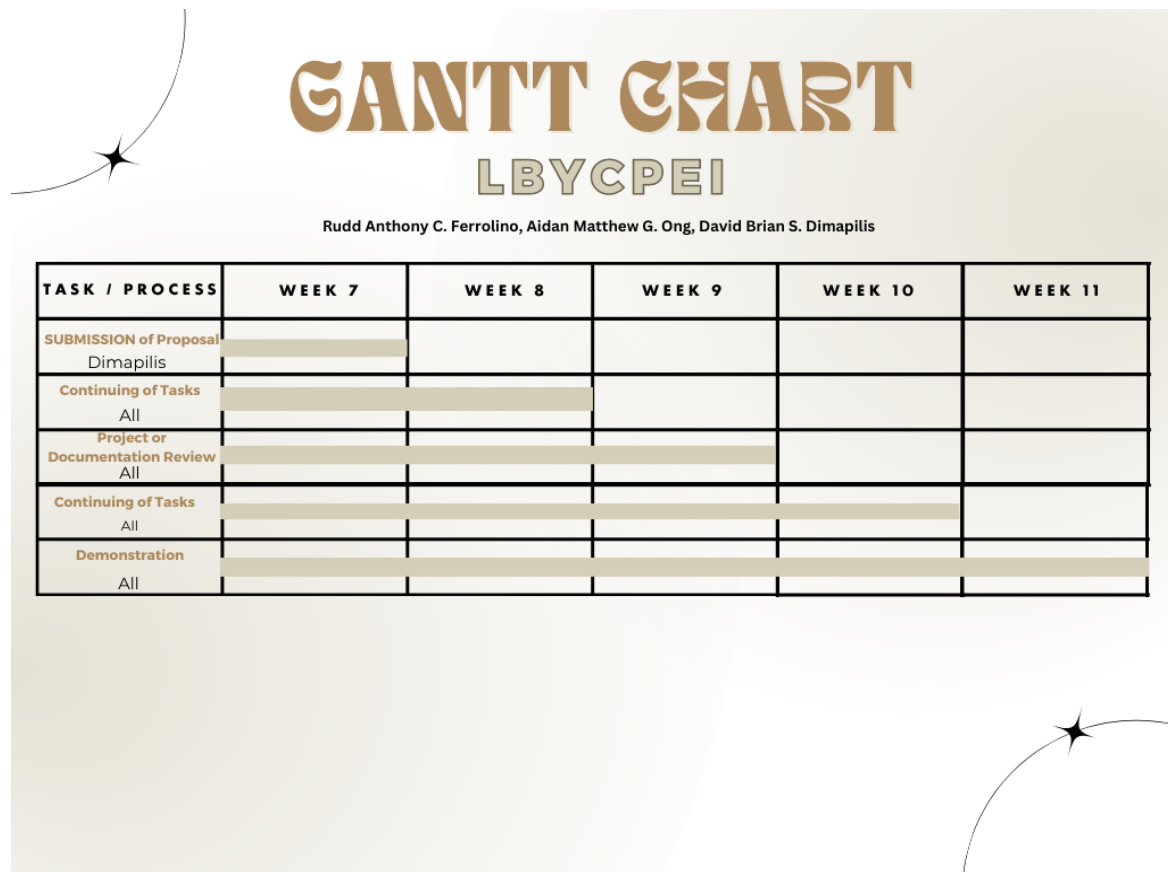 GANTT CHART
LBYCPEI
Rudd Anthony C. Ferrolino, Aidan Matthew G. Ong, David Brian S. Dimapilis
TASK / PROCESS WEEK 7 WEEK 8 WEEK 9 WEEK 10 WEEK 11
SUBMISSION of Proposal
Dimapilis
Continuing of Tasks
All
Project or
Documentation Review
All
Continuing of Tasks
All
Demonstration
All